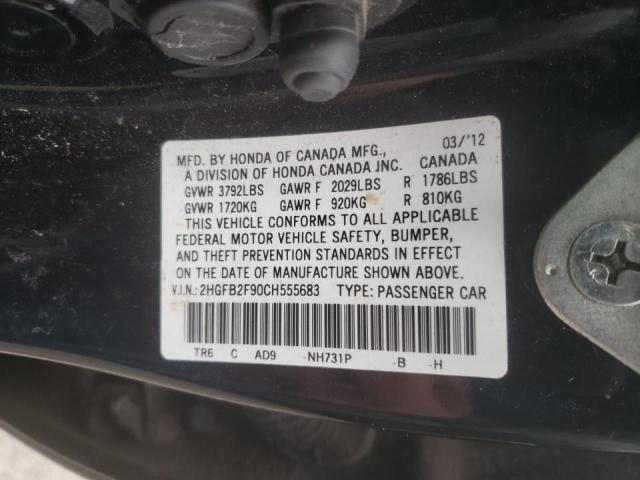 03/'12
MFD. BY HONDA OF CANADA MFG., CANADA
A DIVISION OF HONDA CANADA INC.
GVWR 3792LBS GAWR F 2029LBS R 1786LBS
GVWR 1720KG GAWR F 920KG R 810KG
THIS VEHICLE CONFORMS TO ALL APPLICABLE
FEDERAL MOTOR VEHICLE SAFETY, BUMPER,
AND THEFT PREVENTION STANDARDS IN EFFECT
ON THE DATE OF MANUFACTURE SHOWN ABOVE.
V.I.N.: 2HGFB2F90CH555683 TYPE: PASSENGER CAR
TR6 C AD9 -NH731P -B -H